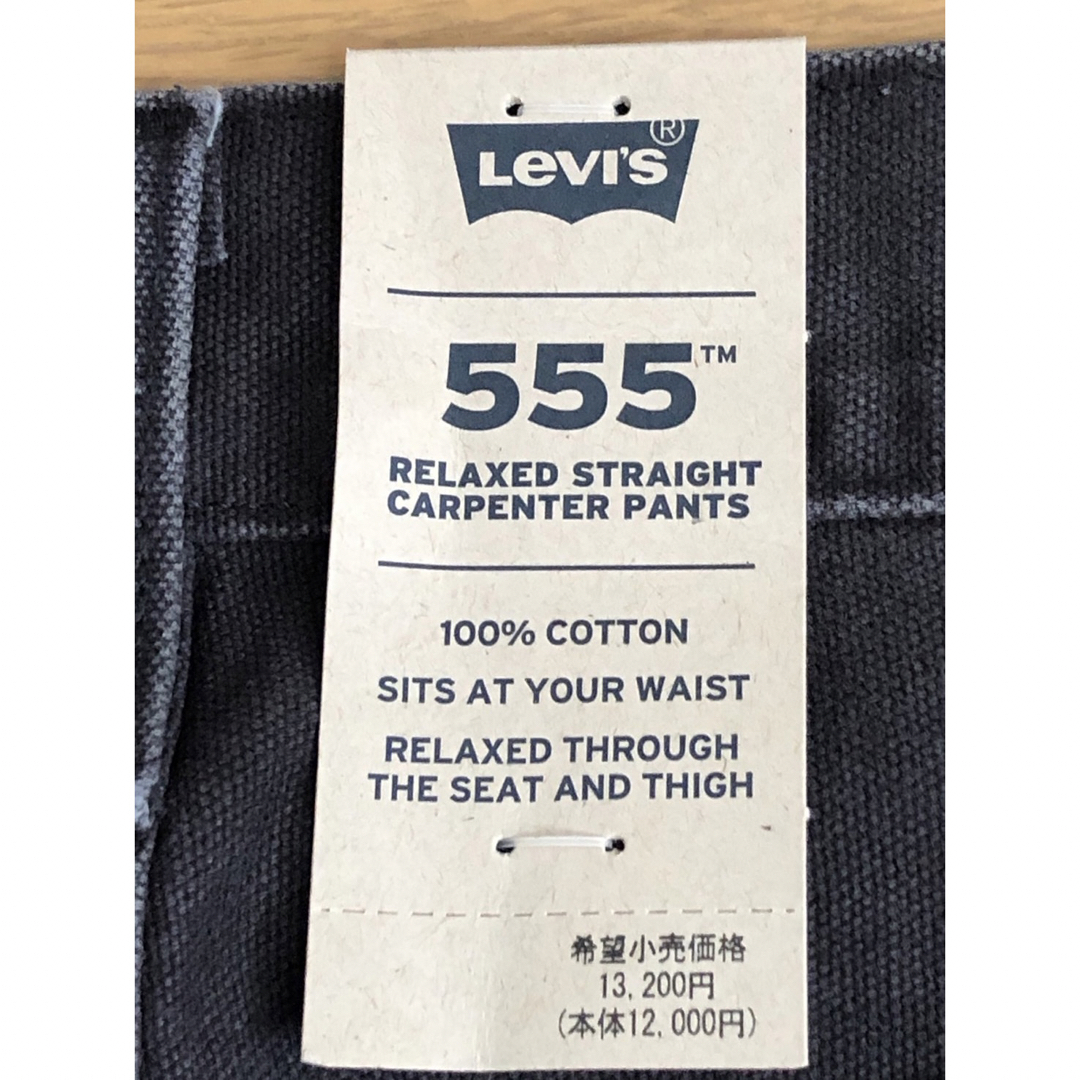 LEVI'S®
555™
RELAXED STRAIGHT
CARPENTER PANTS
100% COTTON
SITS AT YOUR WAIST
RELAXED THROUGH
THE SEAT AND THIGH
希望小売価格
13,200円
(本体12,000円)